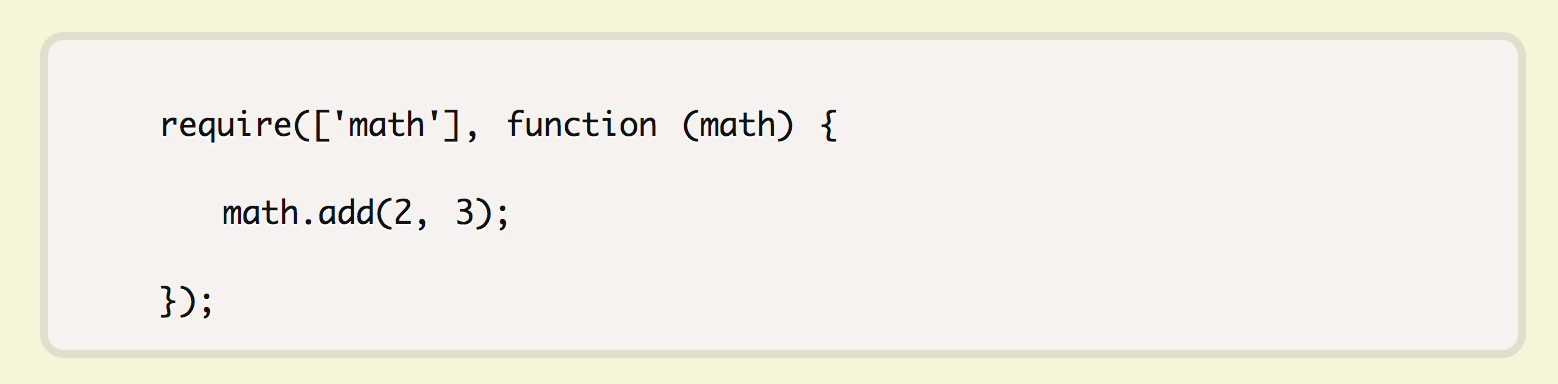 require(['math'], function (math) {
math.add(2, 3);
});